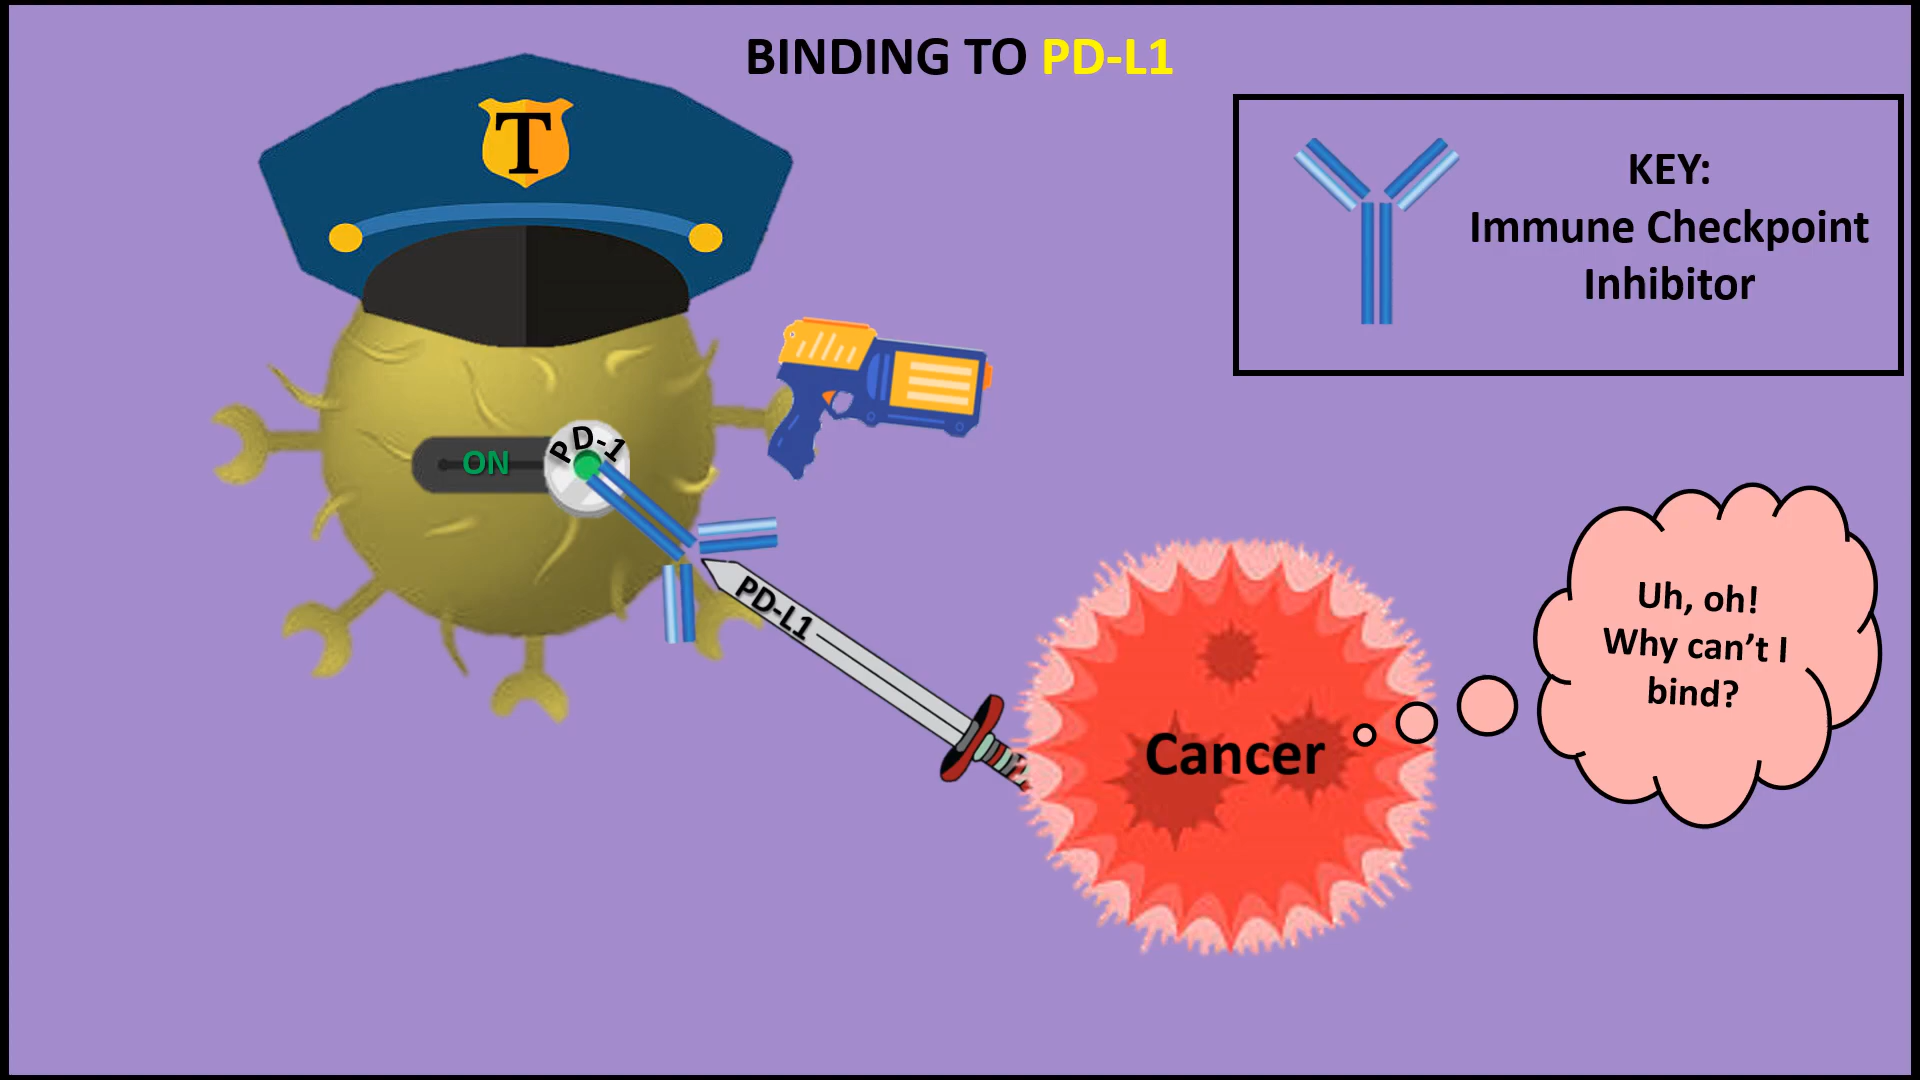 BINDING TO PD-L1
T
KEY:
Immune Checkpoint
Inhibitor
PD-1
ON
PD-L1
Cancer
Uh, oh!
Why can't I
bind?